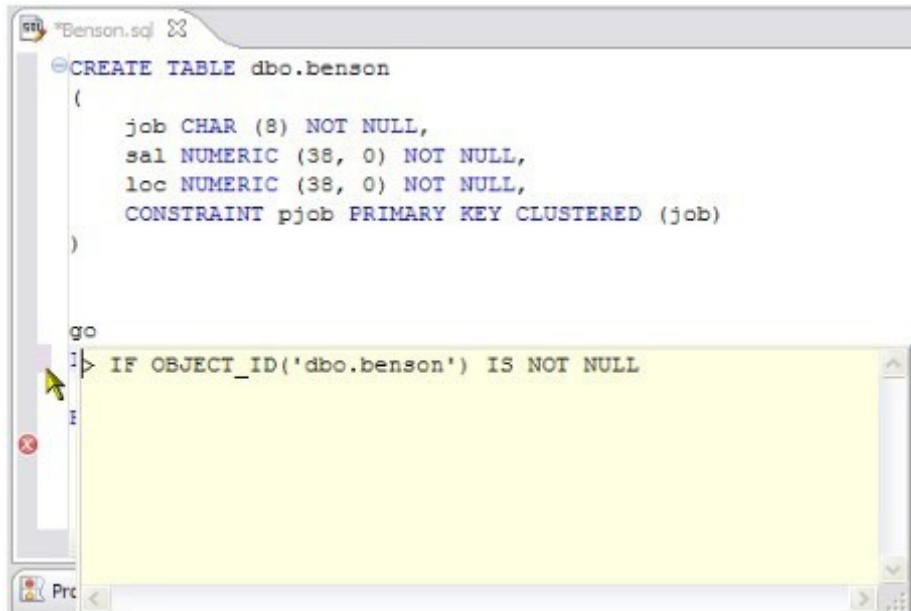 *Benson.sql
CREATE TABLE dbo.benson
(
job CHAR (8) NOT NULL,
sal NUMERIC (38, 0) NOT NULL,
loc NUMERIC (38, 0) NOT NULL,
CONSTRAINT pjob PRIMARY KEY CLUSTERED (job)
)
go
> IF OBJECT_ID('dbo.benson') IS NOT NULL